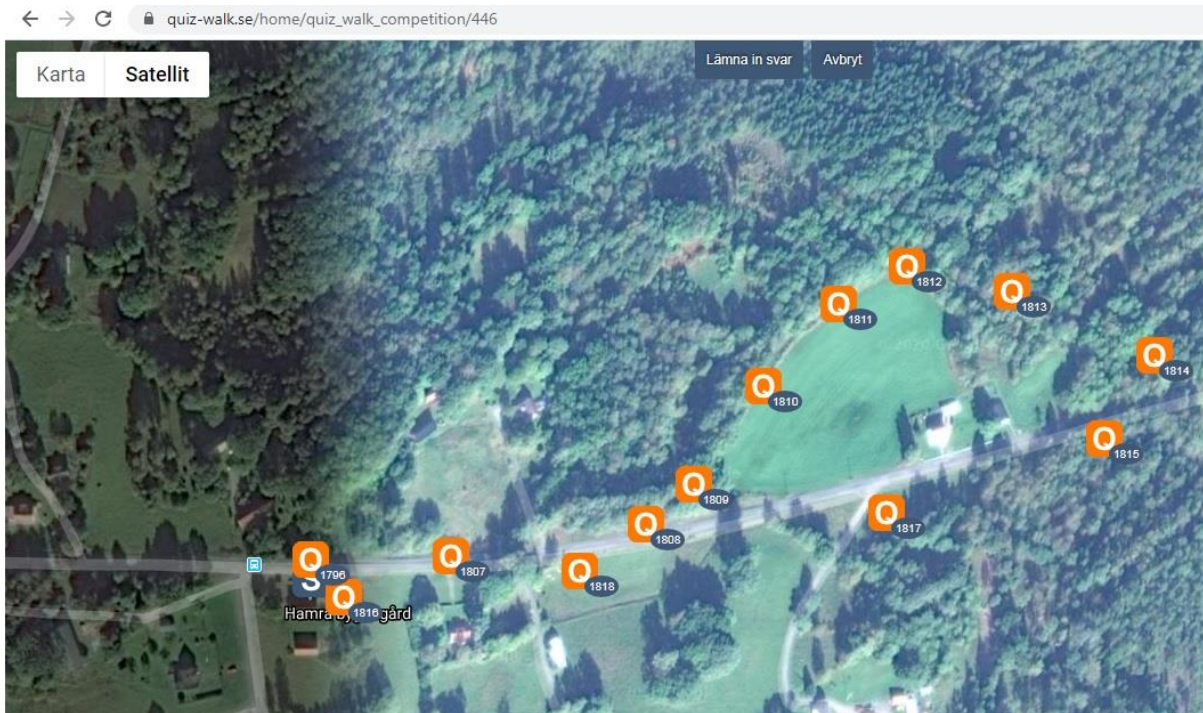 quiz-walk.se/home/quiz_walk_competition/446
Karta Satellit
Lämna in svar Avbryt
Q 1812
Q 1813
Q 1811
Q 1814
Q 1810
Q 1815
Q 1809
Q 1817
Q 1808
Q 1796
Q 1807
Q 1818
S
Q 1816
Hamra
gård